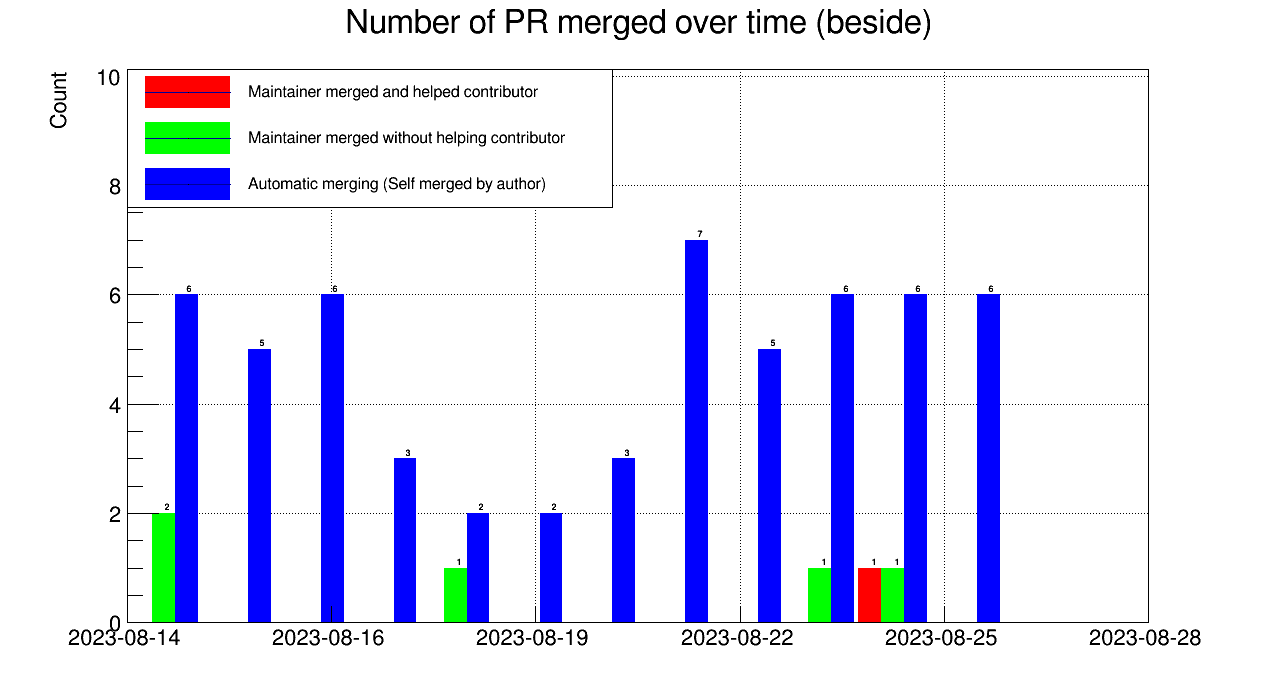 Number of PR merged over time (beside)
Count
10
8
6
4
2
0
Maintainer merged and helped contributor
Maintainer merged without helping contributor
Automatic merging (Self merged by author)
2 6 5 6 3 1 2 2 3 7 5 1 6 1 1 6 6
2023-08-14 2023-08-16 2023-08-19 2023-08-22 2023-08-25 2023-08-28